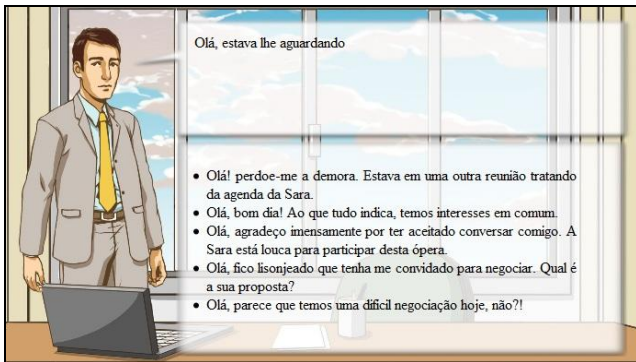 Olá, estava lhe aguardando
• Olá! perdoe-me a demora. Estava em uma outra reunião tratando
da agenda da Sara.
• Olá, bom dia! Ao que tudo indica, temos interesses em comum.
• Olá, agradeço imensamente por ter aceitado conversar comigo. A
Sara está louca para participar desta ópera.
• Olá, fico lisonjeado que tenha me convidado para negociar. Qual é
a sua proposta?
• Olá, parece que temos uma difícil negociação hoje, não?!